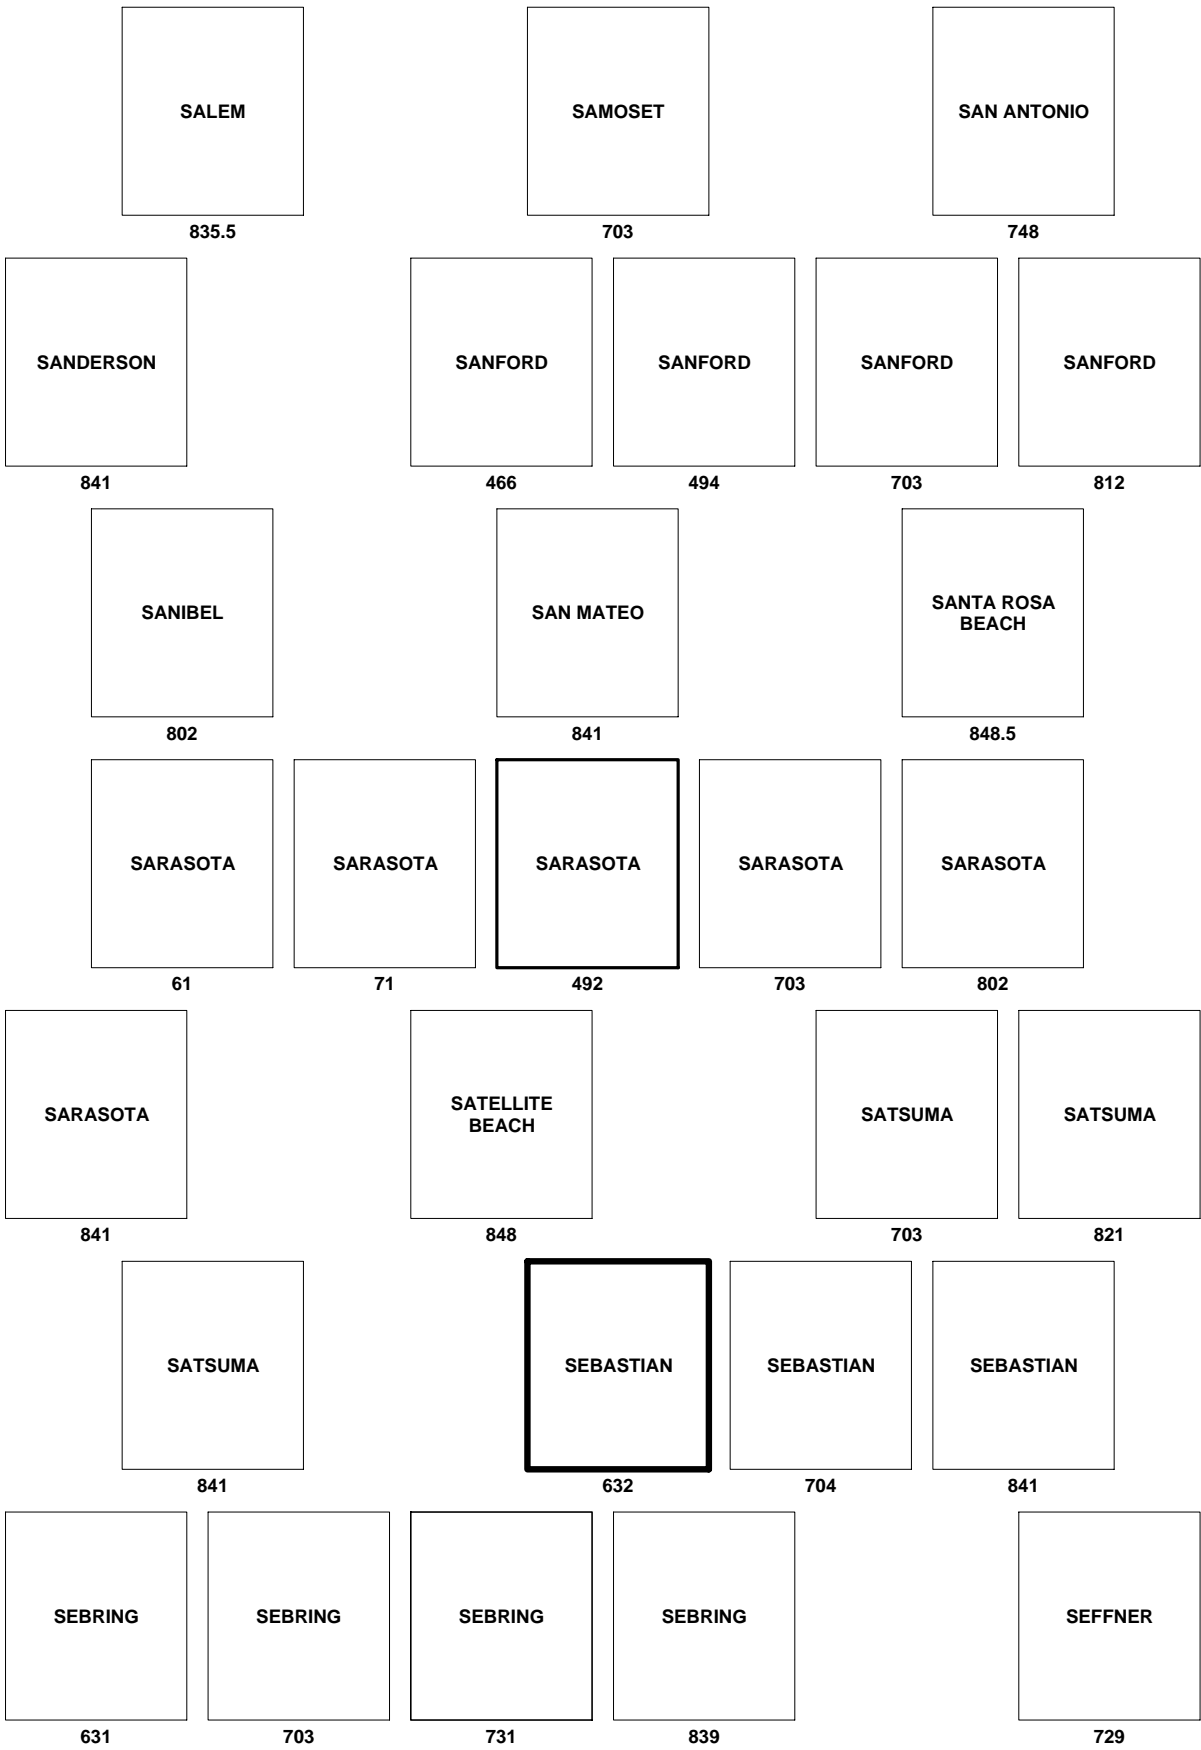 SALEM
SAMOSET
SAN ANTONIO
835.5
703
748
SANDERSON
SANFORD
SANFORD
SANFORD
SANFORD
841
466
494
703
812
SANIBEL
SAN MATEO
SANTA ROSA
BEACH
802
841
848.5
SARASOTA
SARASOTA
SARASOTA
SARASOTA
SARASOTA
61
71
492
703
802
SARASOTA
SATELLITE
BEACH
SATSUMA
SATSUMA
841
848
703
821
SATSUMA
SEBASTIAN
SEBASTIAN
SEBASTIAN
841
632
704
841
SEBRING
SEBRING
SEBRING
SEBRING
SEFFNER
631
703
731
839
729